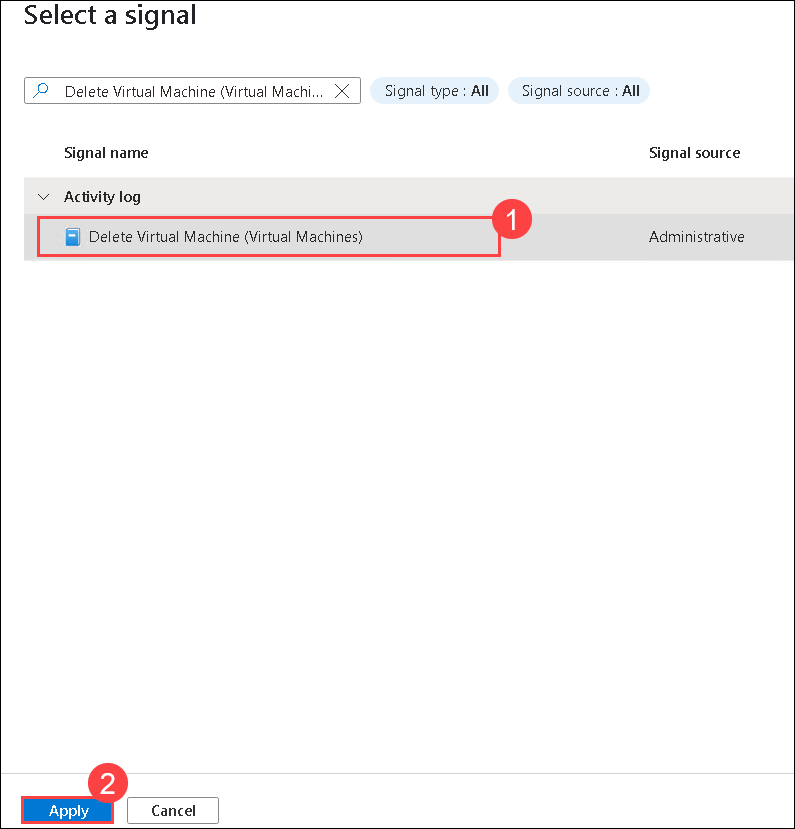 Select a signal
Delete Virtual Machine (Virtual Machi...
Signal type : All
Signal source : All
Signal name
Signal source
Activity log
1
Delete Virtual Machine (Virtual Machines)
Administrative
2
Apply
Cancel